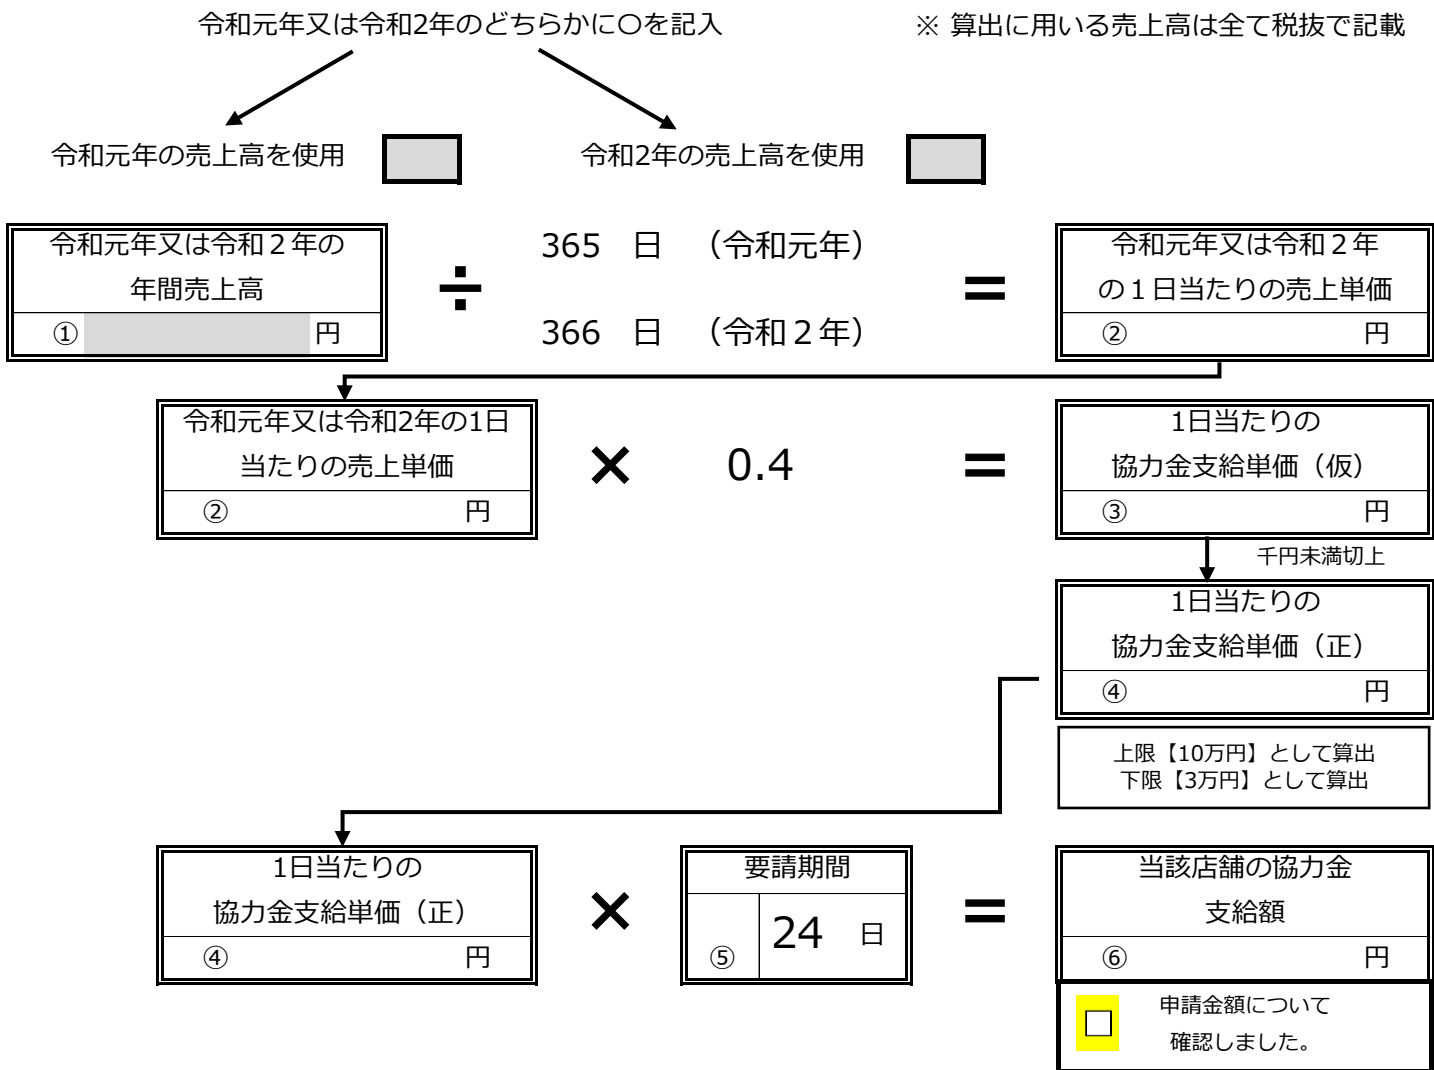 令和元年又は令和2年のどちらかに〇を記入
※ 算出に用いる売上高は全て税抜で記載
令和元年の売上高を使用
令和2年の売上高を使用
令和元年又は令和２年の
年間売上高
① 円
÷
365 日 （令和元年）
366 日 （令和２年）
=
令和元年又は令和２年
の１日当たりの売上単価
② 円
令和元年又は令和2年の1日
当たりの売上単価
② 円
×
0.4
=
1日当たりの
協力金支給単価（仮）
③ 円
千円未満切上
1日当たりの
協力金支給単価（正）
④ 円
上限【10万円】として算出
下限【3万円】として算出
1日当たりの
協力金支給単価（正）
④ 円
×
要請期間
⑤ 24 日
=
当該店舗の協力金
支給額
⑥ 円
申請金額について
確認しました。